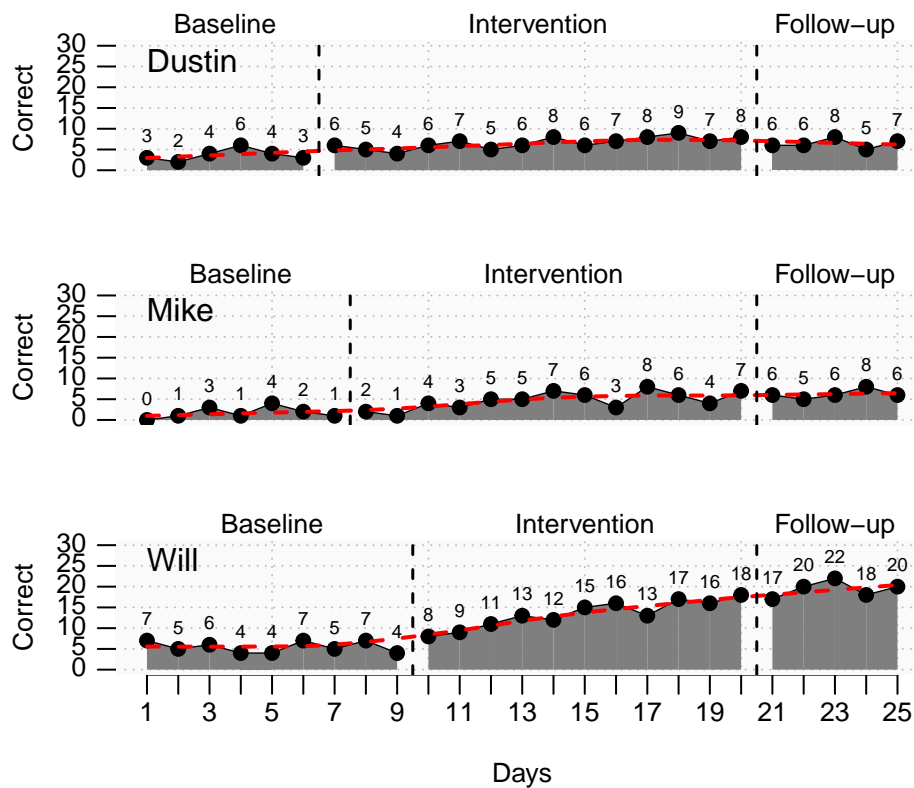 Baseline Intervention Follow−up
Dustin
Correct
30
25
20
15
10
5
0
3 2 4 6 4 3 6 5 4 6 7 5 6 8 6 7 8 9 7 8 6 6 8 5 7
Baseline Intervention Follow−up
Mike
Correct
30
25
20
15
10
5
0
0 1 3 1 4 2 1 2 1 4 3 5 5 7 6 3 8 6 4 7 6 5 6 8 6
Baseline Intervention Follow−up
Will
Correct
30
25
20
15
10
5
0
7 5 6 4 4 7 5 7 4 8 9 11 13 12 15 16 13 17 16 18 17 20 22 18 20
1 3 5 7 9 11 13 15 17 19 21 23 25
Days